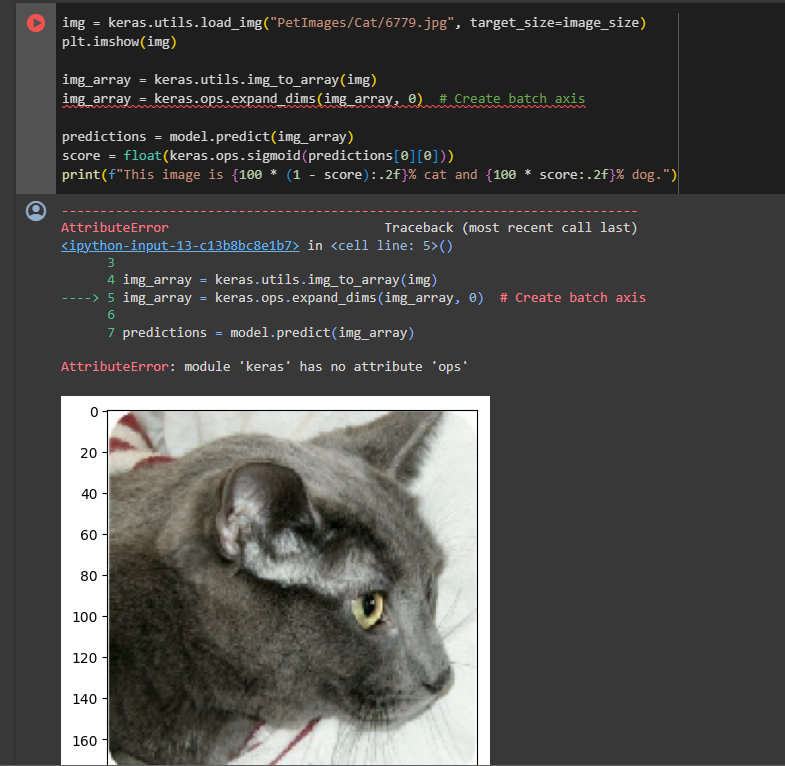 img = keras.utils.load_img("PetImages/Cat/6779.jpg", target_size=image_size)
plt.imshow(img)
img_array = keras.utils.img_to_array(img)
img_array = keras.ops.expand_dims(img_array, 0)  # Create batch axis
predictions = model.predict(img_array)
score = float(keras.ops.sigmoid(predictions[0][0]))
print(f"This image is {100 * (1 - score):.2f}% cat and {100 * score:.2f}% dog.")
---------------------------------------------------------------------------
AttributeError                            Traceback (most recent call last)
<ipython-input-13-c13b8bc8e1b7> in <cell line: 5>()
      3
      4 img_array = keras.utils.img_to_array(img)
----> 5 img_array = keras.ops.expand_dims(img_array, 0)  # Create batch axis
      6
      7 predictions = model.predict(img_array)
AttributeError: module 'keras' has no attribute 'ops'
0
20
40
60
80
100
120
140
160